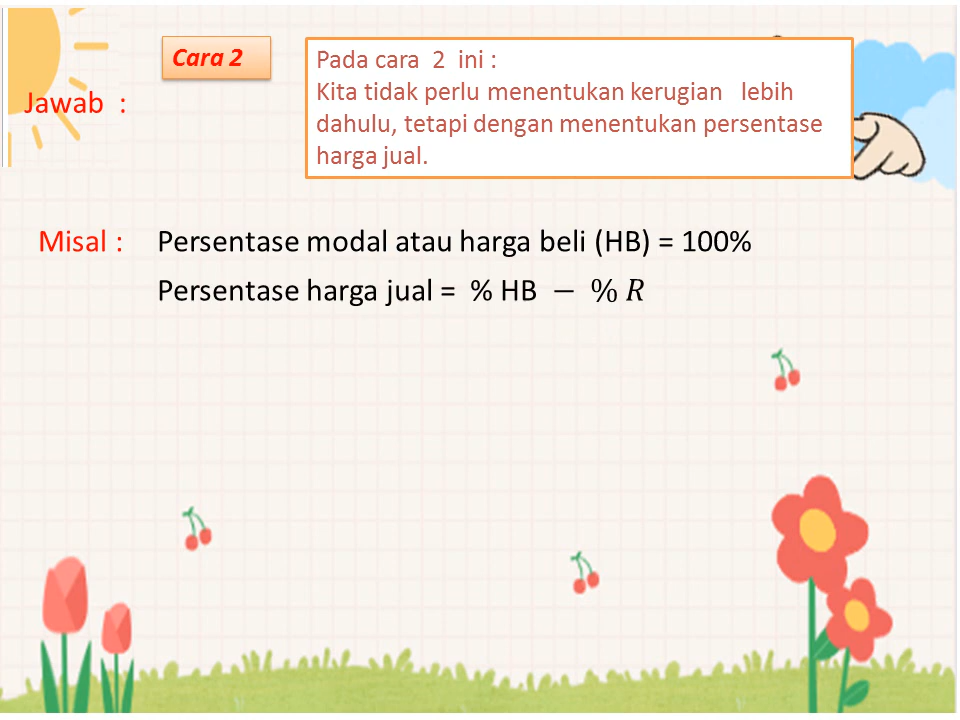 Cara 2
Pada cara 2 ini :
Kita tidak perlu menentukan kerugian lebih
dahulu, tetapi dengan menentukan persentase
harga jual.
Jawab :
Misal : Persentase modal atau harga beli (HB) = 100%
Persentase harga jual = % HB − % R